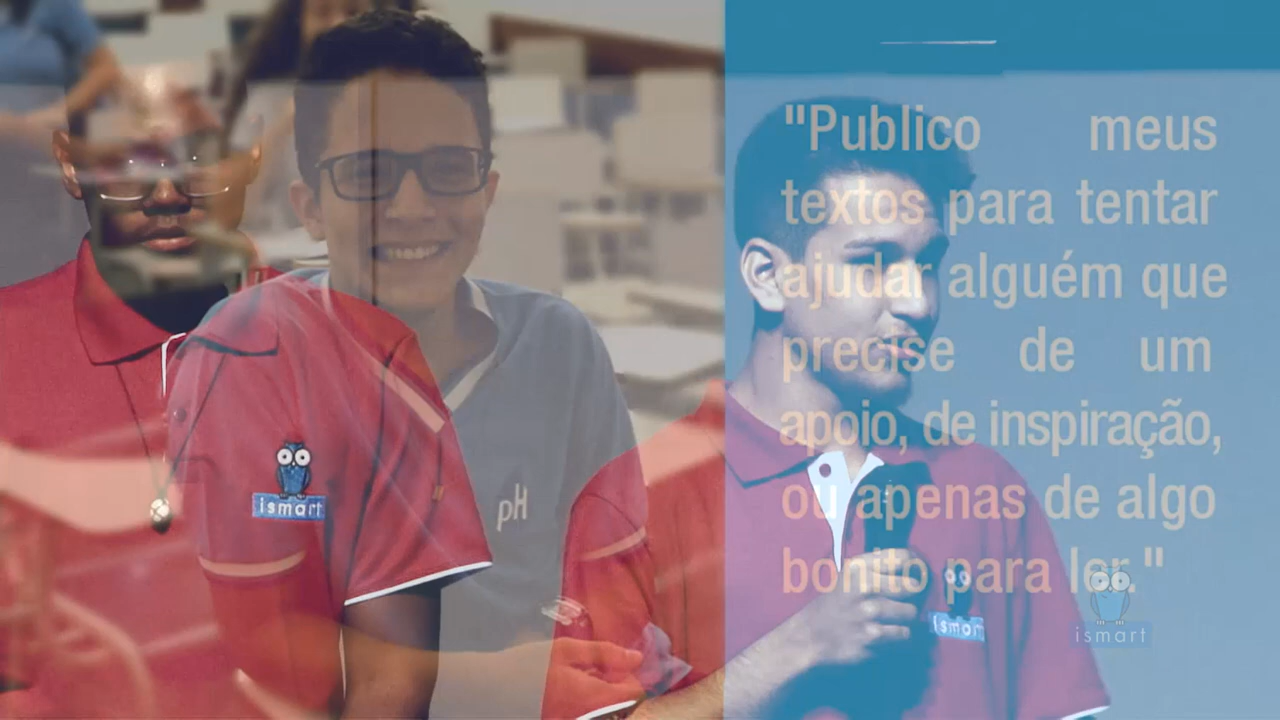 "Publico meus
textos para tentar
ajudar alguém que
precise de um
apoio, de inspiração,
ou apenas de algo
bonito para ler."
ismart
pH
ismart
ismart